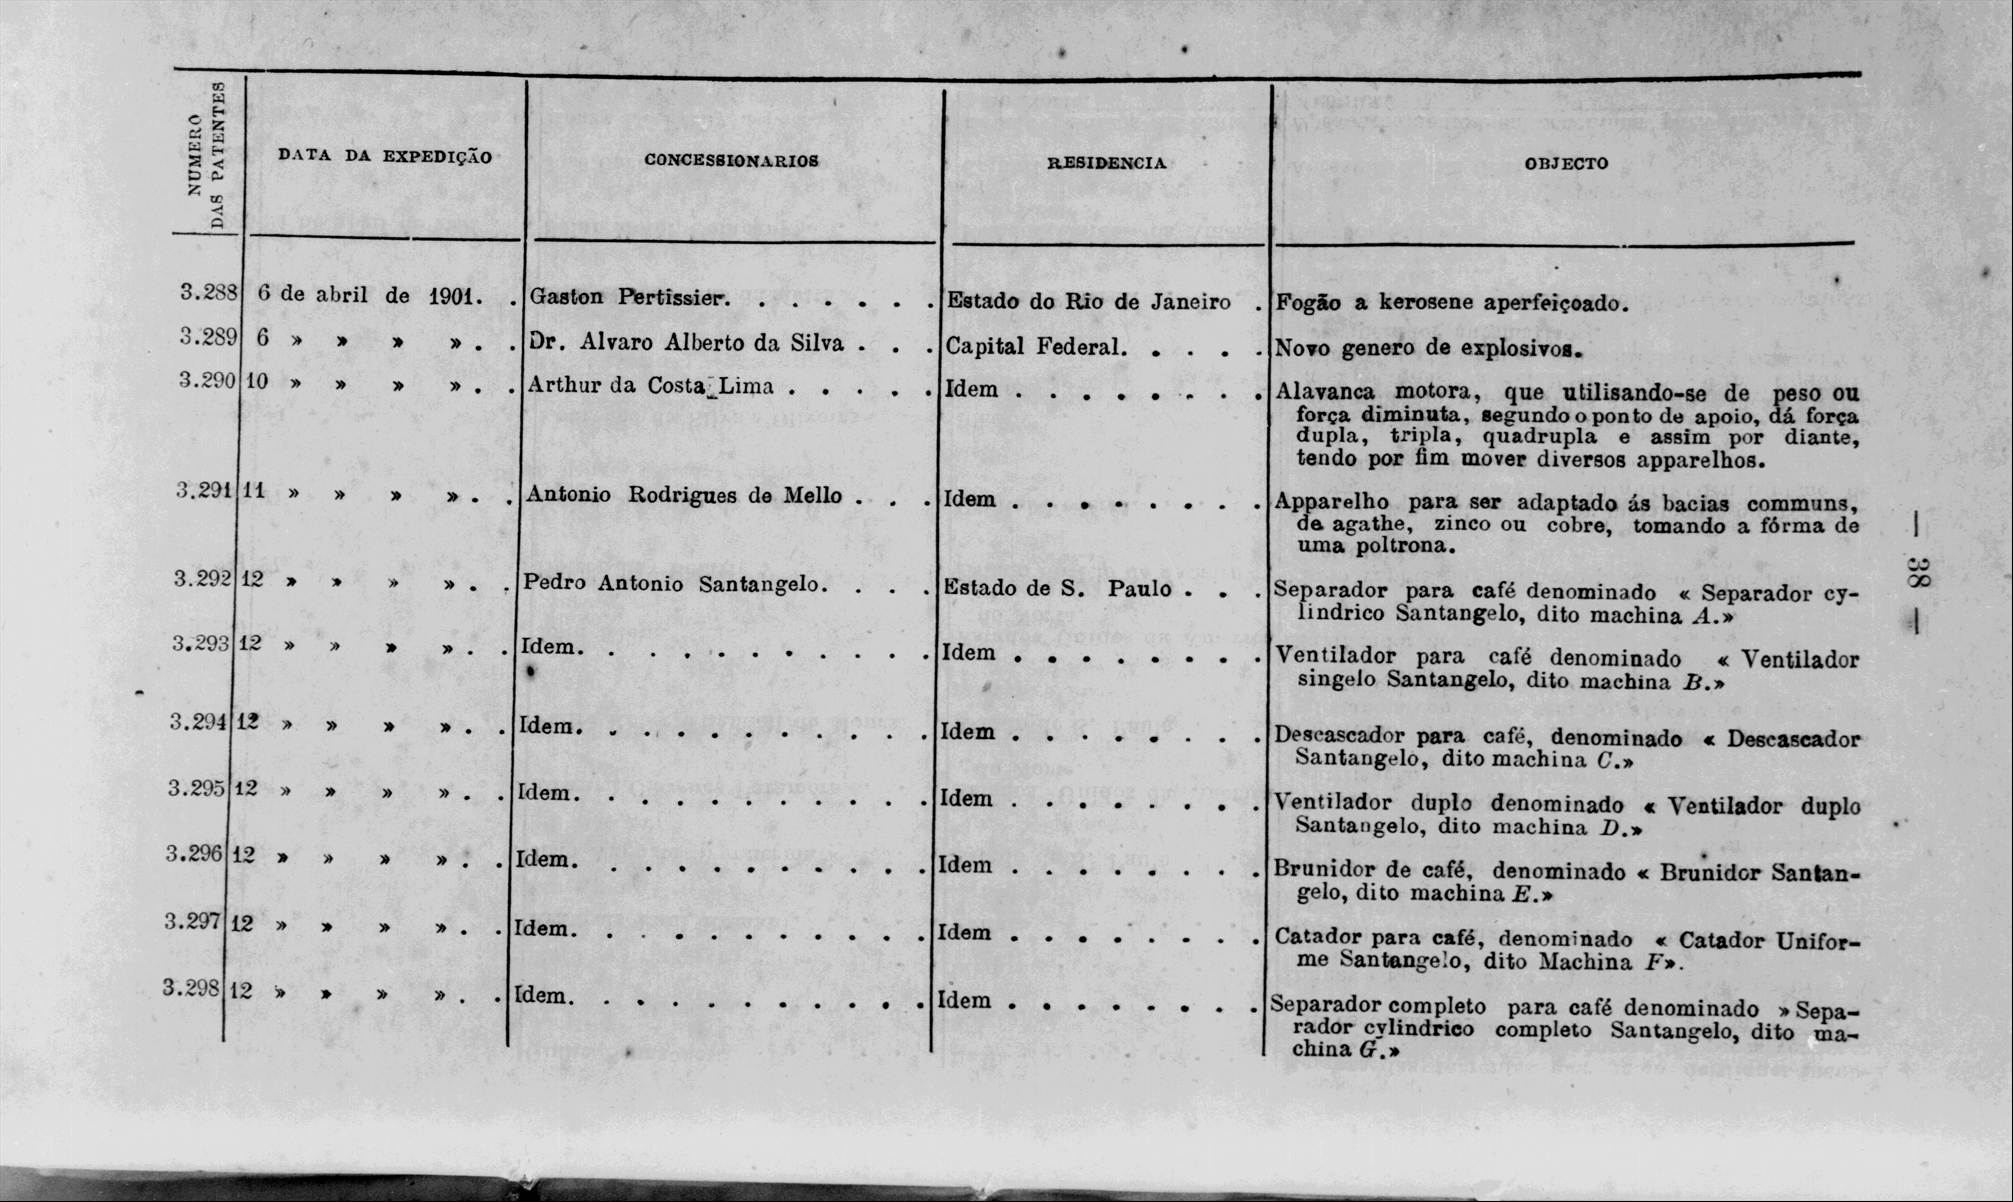 NUMERO DAS PATENTES | DATA DA EXPEDIÇÃO | CONCESSIONARIOS | RESIDENCIA | OBJECTO
3.288 | 6 de abril de 1901. . | Gaston Pertissier. . . . . . . | Estado do Rio de Janeiro . | Fogão a kerosene aperfeiçoado.
3.289 | 6 » » » » . . | Dr. Alvaro Alberto da Silva . . . | Capital Federal. . . . . | Novo genero de explosivos.
3.290 | 10 » » » » . . | Arthur da Costa Lima . . . . . | Idem . . . . . . . . | Alavanca motora, que utilisando-se de peso ou
força diminuta, segundo o ponto de apoio, dá força
dupla, tripla, quadrupla e assim por diante,
tendo por fim mover diversos apparelhos.
3.291 | 11 » » » » . . | Antonio Rodrigues de Mello . . . | Idem . . . . . . . . | Apparelho para ser adaptado ás bacias communs,
de agathe, zinco ou cobre, tomando a fórma de
uma poltrona.
3.292 | 12 » » » » . . | Pedro Antonio Santangelo. . . . | Estado de S. Paulo . . . | Separador para café denominado « Separador cy-
lindrico Santangelo, dito machina A.»
3.293 | 12 » » » » . . | Idem. . . . . . . . . . . | Idem . . . . . . . . | Ventilador para café denominado « Ventilador
singelo Santangelo, dito machina B.»
3.294 | 12 » » » » . . | Idem. . . . . . . . . . . | Idem . . . . . . . . | Descascador para café, denominado « Descascador
Santangelo, dito machina C.»
3.295 | 12 » » » » . . | Idem. . . . . . . . . . . | Idem . . . . . . . . | Ventilador duplo denominado « Ventilador duplo
Santangelo, dito machina D.»
3.296 | 12 » » » » . . | Idem. . . . . . . . . . . | Idem . . . . . . . . | Brunidor de café, denominado « Brunidor Santan-
gelo, dito machina E.»
3.297 | 12 » » » » . . | Idem. . . . . . . . . . . | Idem . . . . . . . . | Catador para café, denominado « Catador Unifor-
me Santangelo, dito Machina F».
3.298 | 12 » » » » . . | Idem. . . . . . . . . . . | Idem . . . . . . . . | Separador completo para café denominado » Sepa-
rador cylindrico completo Santangelo, dito ma-
china G.»
— 38 —